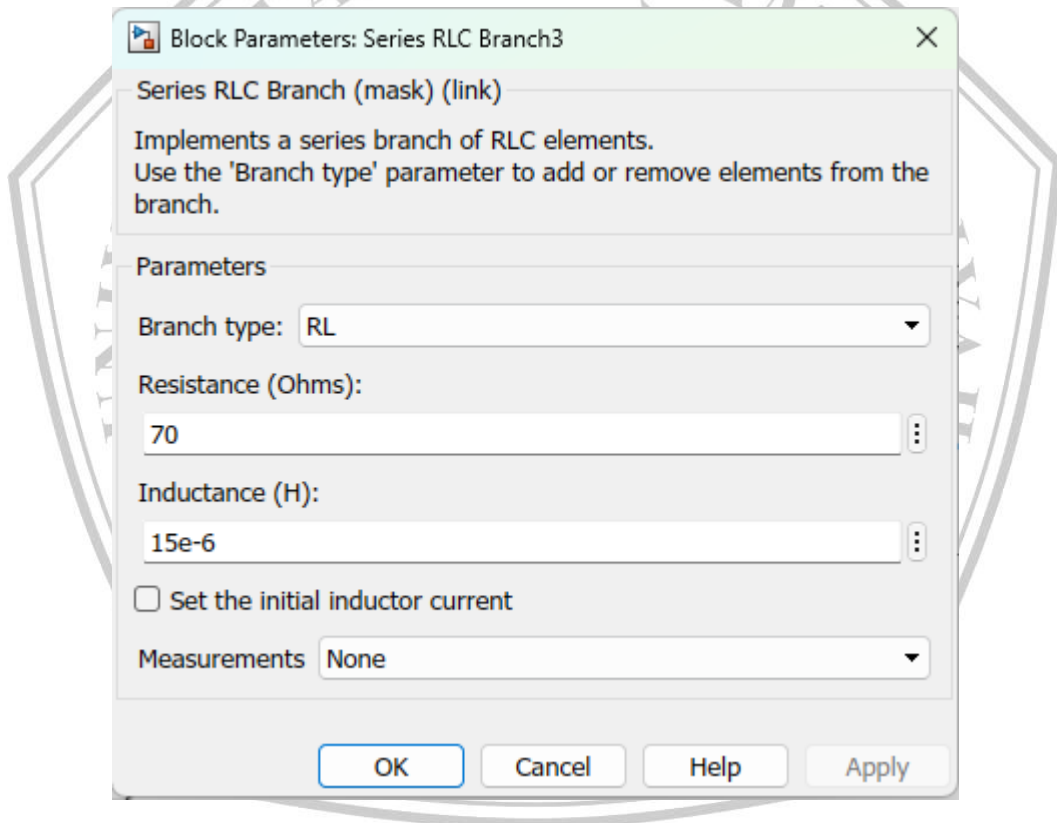 Block Parameters: Series RLC Branch3
Series RLC Branch (mask) (link)
Implements a series branch of RLC elements.
Use the 'Branch type' parameter to add or remove elements from the
branch.
Parameters
Branch type: RL
Resistance (Ohms):
70
Inductance (H):
15e-6
Set the initial inductor current
Measurements None
OK Cancel Help Apply